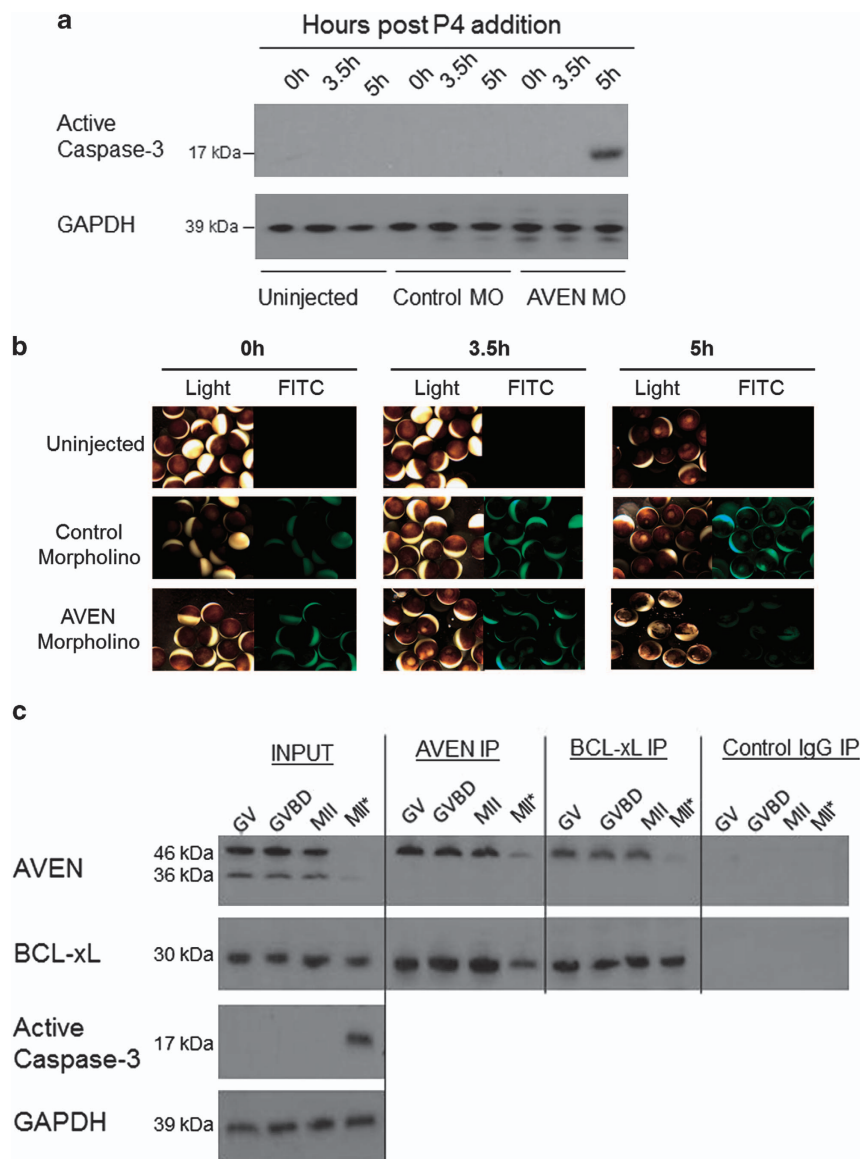 a
Hours post P4 addition
0h 3.5h 5h 0h 3.5h 5h 0h 3.5h 5h
Active
Caspase-3
17 kDa
GAPDH
39 kDa
Uninjected Control MO AVEN MO
b
0h 3.5h 5h
Light FITC Light FITC Light FITC
Uninjected
Control
Morpholino
AVEN
Morpholino
c
INPUT AVEN IP BCL-xL IP Control IgG IP
GV GVBD MII MII* GV GVBD MII MII* GV GVBD MII MII* GV GVBD MII MII*
AVEN
46 kDa
36 kDa
BCL-xL
30 kDa
Active
Caspase-3
17 kDa
GAPDH
39 kDa